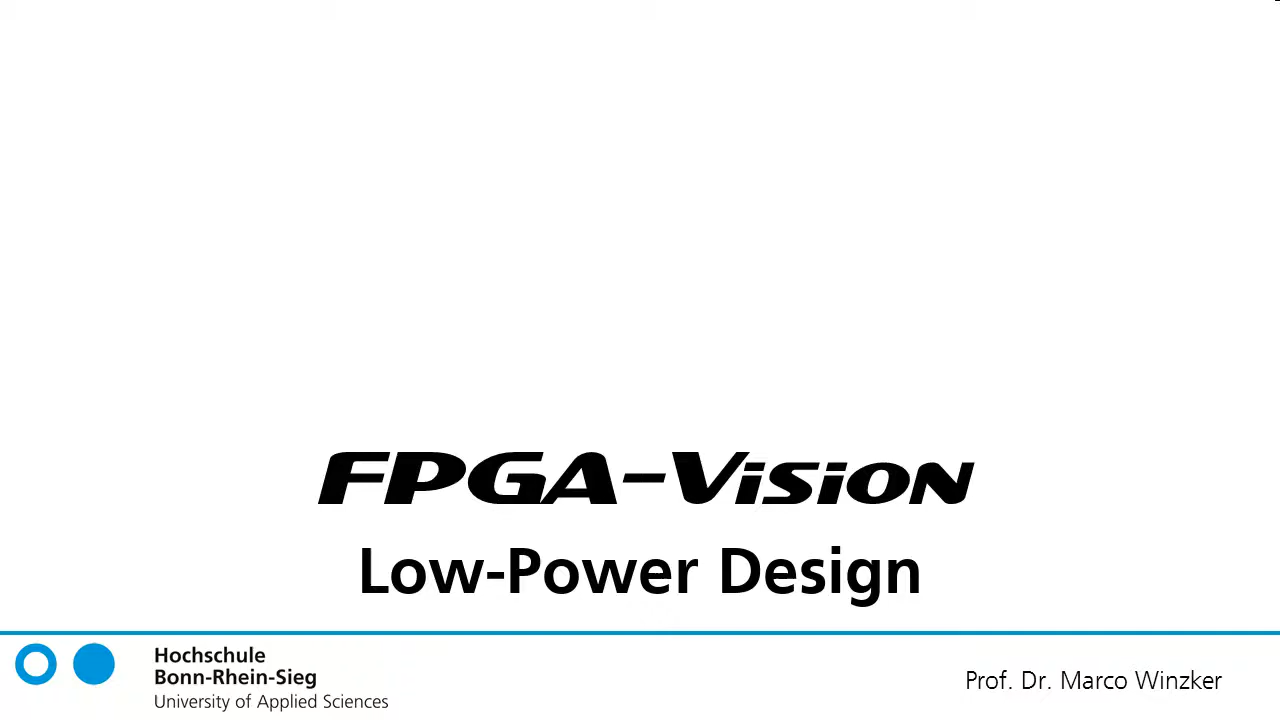 FPGA-Vision
Low-Power Design
Hochschule
Bonn-Rhein-Sieg
University of Applied Sciences
Prof. Dr. Marco Winzker